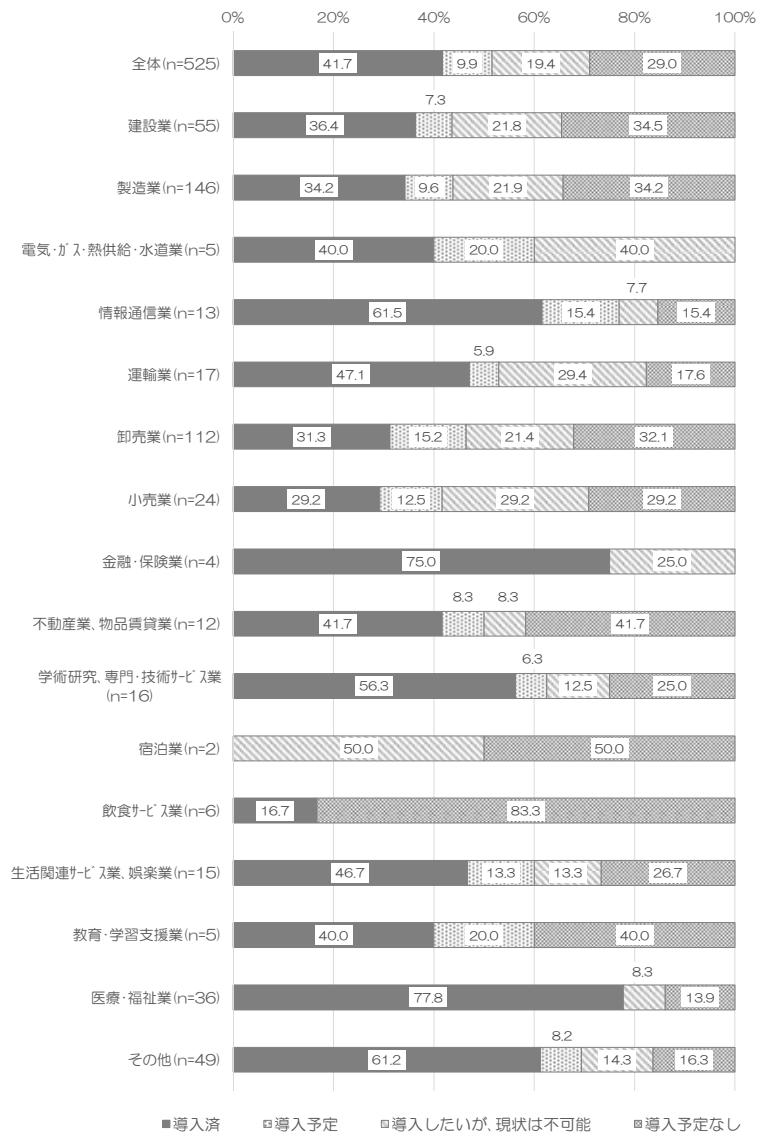 0% 20% 40% 60% 80% 100%
全体(n=525) 41.7 9.9 19.4 29.0
7.3
建設業(n=55) 36.4 21.8 34.5
製造業(n=146) 34.2 9.6 21.9 34.2
電気･ｶﾞｽ･熱供給･水道業(n=5) 40.0 20.0 40.0
7.7
情報通信業(n=13) 61.5 15.4 15.4
5.9
運輸業(n=17) 47.1 29.4 17.6
卸売業(n=112) 31.3 15.2 21.4 32.1
小売業(n=24) 29.2 12.5 29.2 29.2
金融･保険業(n=4) 75.0 25.0
8.3 8.3
不動産業､物品賃貸業(n=12) 41.7 41.7
6.3
学術研究､専門･技術ｻｰﾋﾞｽ業
(n=16) 56.3 12.5 25.0
宿泊業(n=2) 50.0 50.0
飲食ｻｰﾋﾞｽ業(n=6) 16.7 83.3
生活関連ｻｰﾋﾞｽ業､娯楽業(n=15) 46.7 13.3 13.3 26.7
教育･学習支援業(n=5) 40.0 20.0 40.0
8.3
医療･福祉業(n=36) 77.8 13.9
8.2
その他(n=49) 61.2 14.3 16.3
0% 20% 40% 60% 80% 100%
導入済 導入予定 導入したいが､現状は不可能 導入予定なし